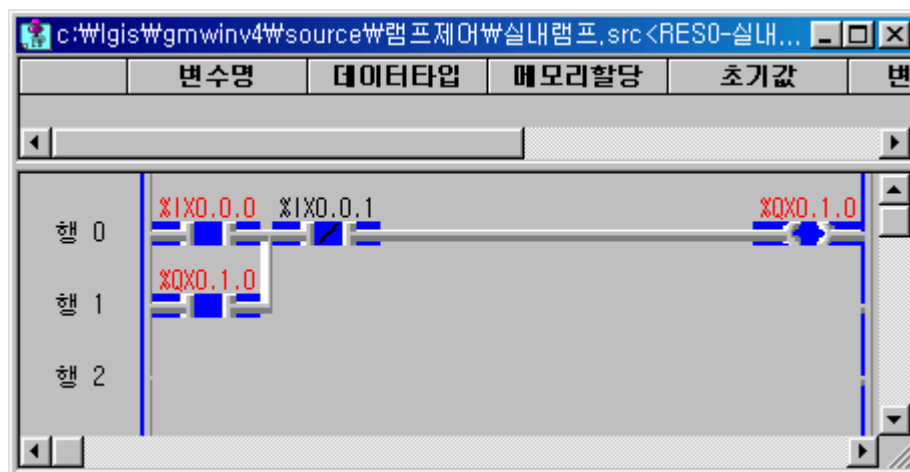 c:\lgis\gmwinv4\source\램프제어\실내램프.src<RES0-실내...
변수명 데이터타입 메모리할당 초기값 변
%IX0.0.0 %IX0.0.1 %QX0.1.0
행 0
%QX0.1.0
행 1
행 2